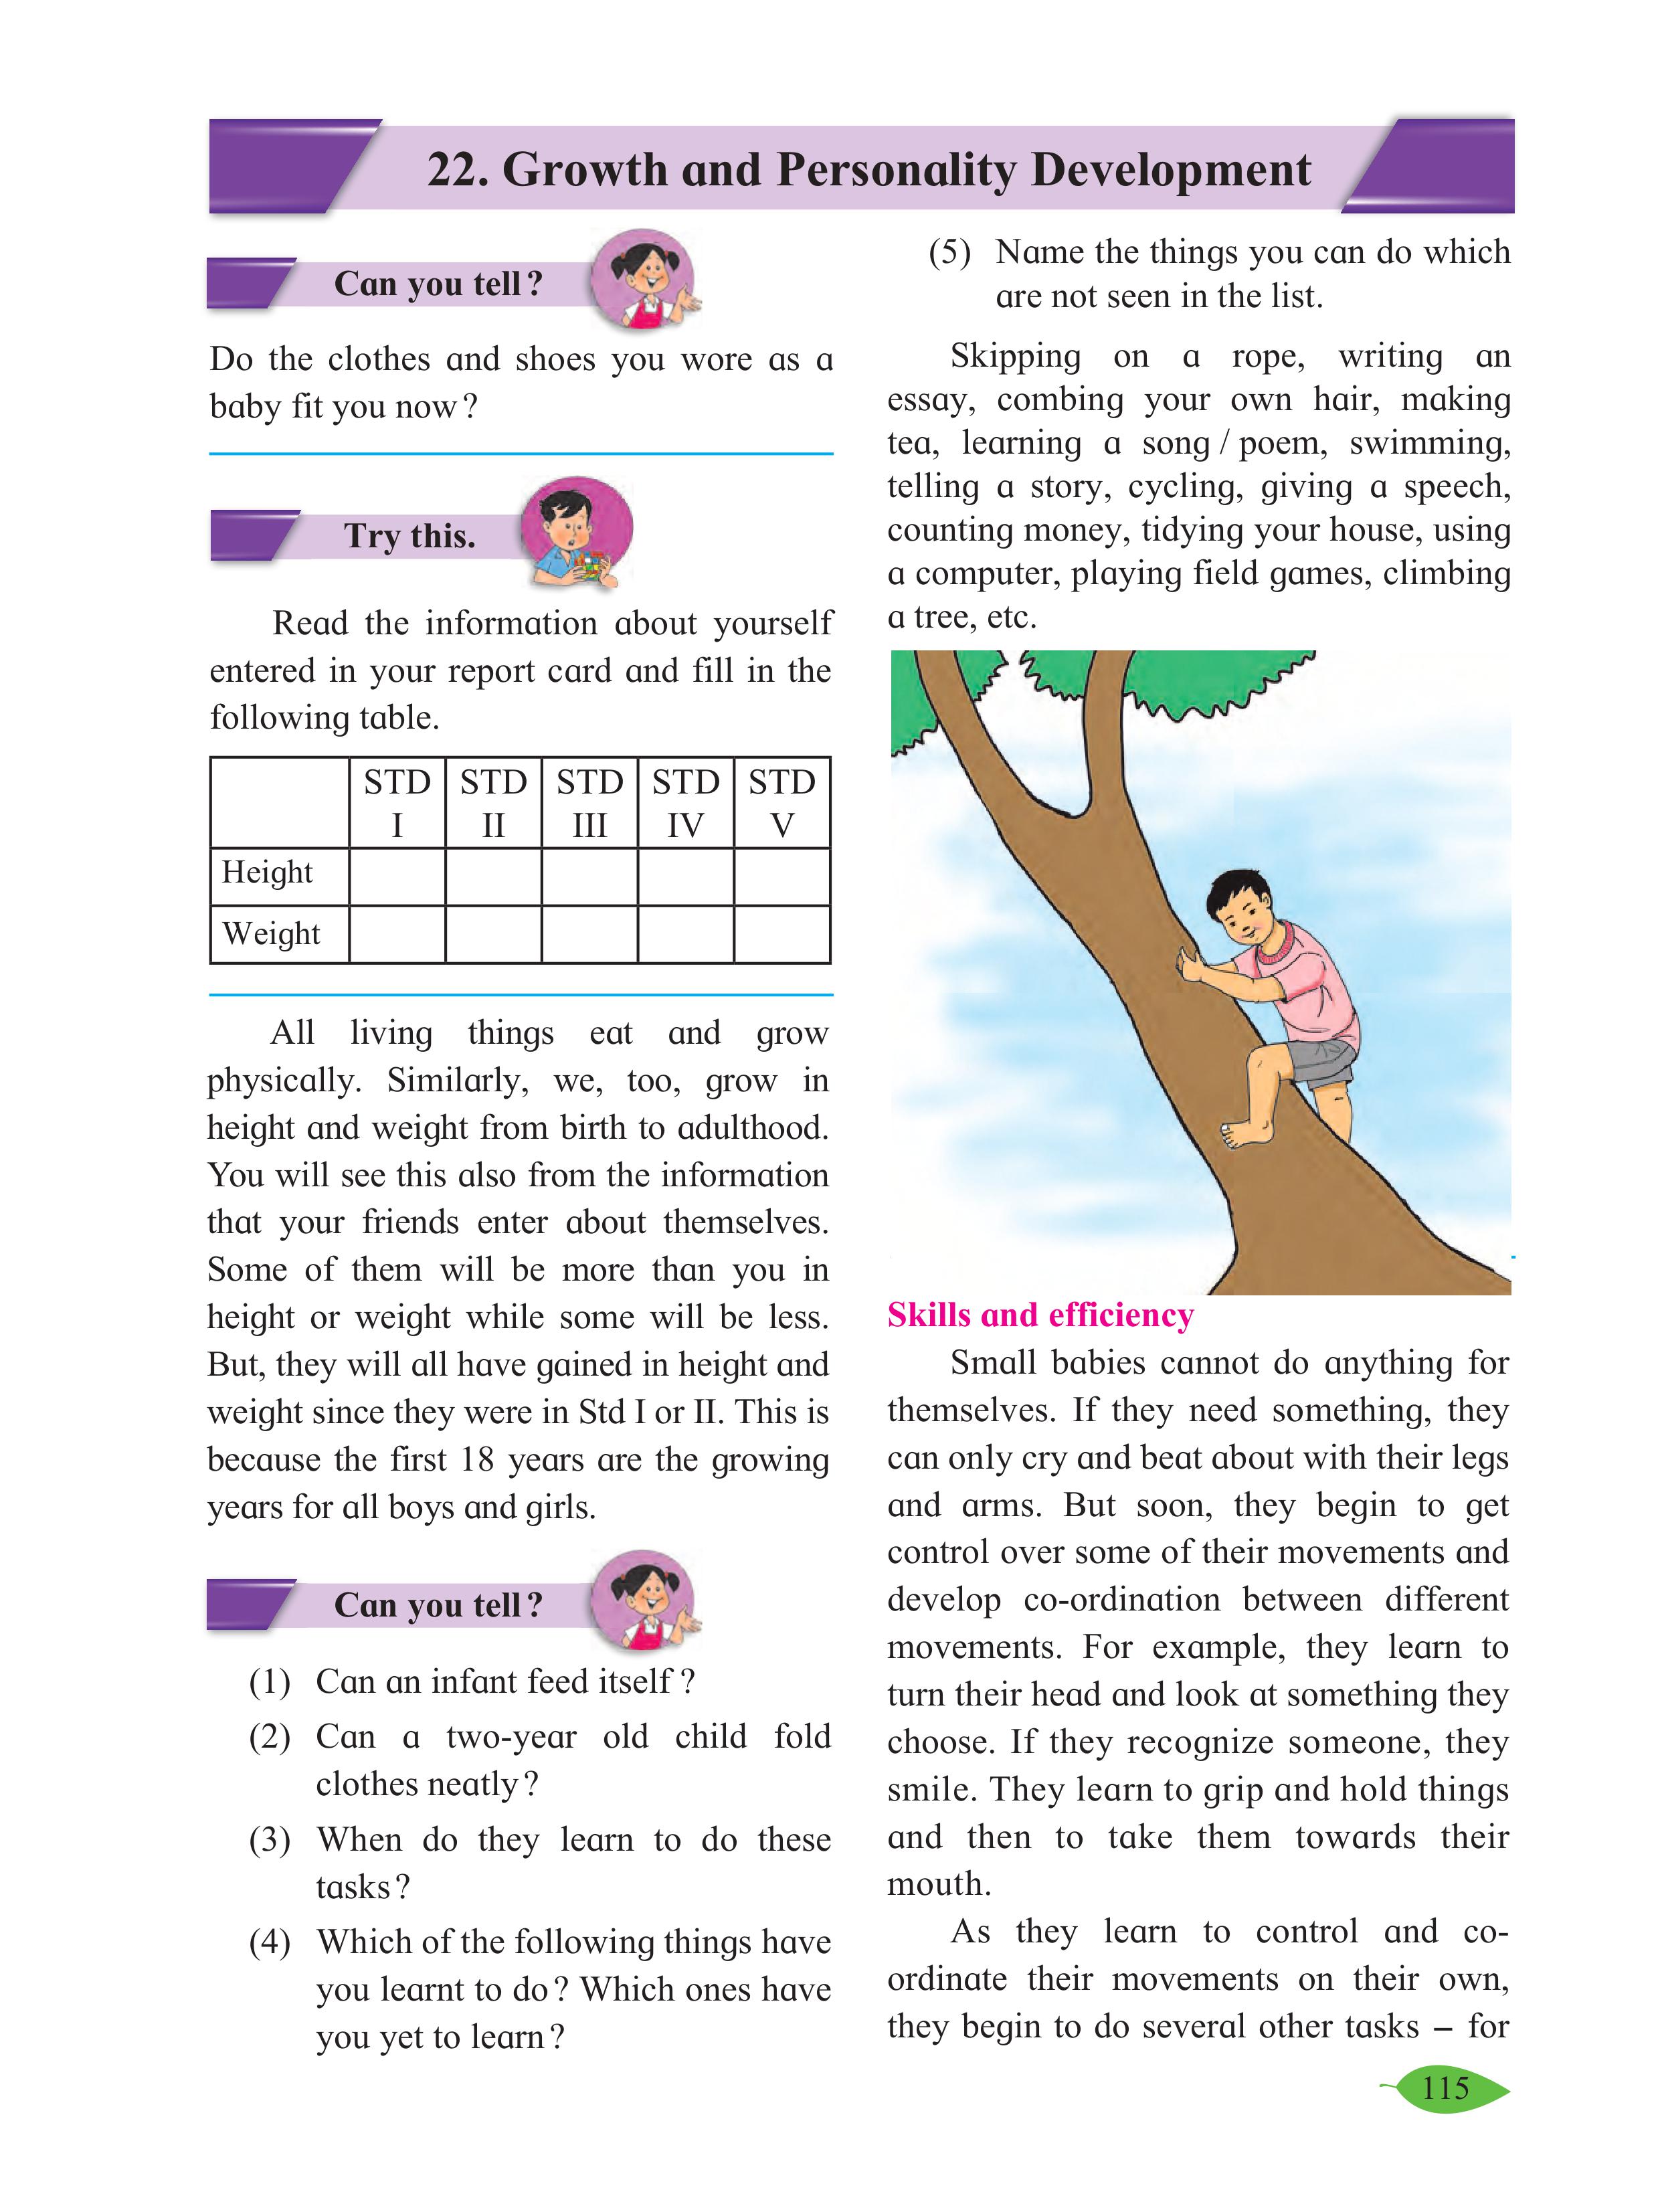 22. Growth and Personality Development
Can you tell?
Do the clothes and shoes you wore as a
baby fit you now?
Try this.
Read the information about yourself
entered in your report card and fill in the
following table.
STD I STD II STD III STD IV STD V
Height
Weight
All living things eat and grow
physically. Similarly, we, too, grow in
height and weight from birth to adulthood.
You will see this also from the information
that your friends enter about themselves.
Some of them will be more than you in
height or weight while some will be less.
But, they will all have gained in height and
weight since they were in Std I or II. This is
because the first 18 years are the growing
years for all boys and girls.
Can you tell?
(1) Can an infant feed itself?
(2) Can a two-year old child fold
clothes neatly?
(3) When do they learn to do these
tasks?
(4) Which of the following things have
you learnt to do? Which ones have
you yet to learn?
(5) Name the things you can do which
are not seen in the list.
Skipping on a rope, writing an
essay, combing your own hair, making
tea, learning a song / poem, swimming,
telling a story, cycling, giving a speech,
counting money, tidying your house, using
a computer, playing field games, climbing
a tree, etc.
Skills and efficiency
Small babies cannot do anything for
themselves. If they need something, they
can only cry and beat about with their legs
and arms. But soon, they begin to get
control over some of their movements and
develop co-ordination between different
movements. For example, they learn to
turn their head and look at something they
choose. If they recognize someone, they
smile. They learn to grip and hold things
and then to take them towards their
mouth.
As they learn to control and co-
ordinate their movements on their own,
they begin to do several other tasks – for
115